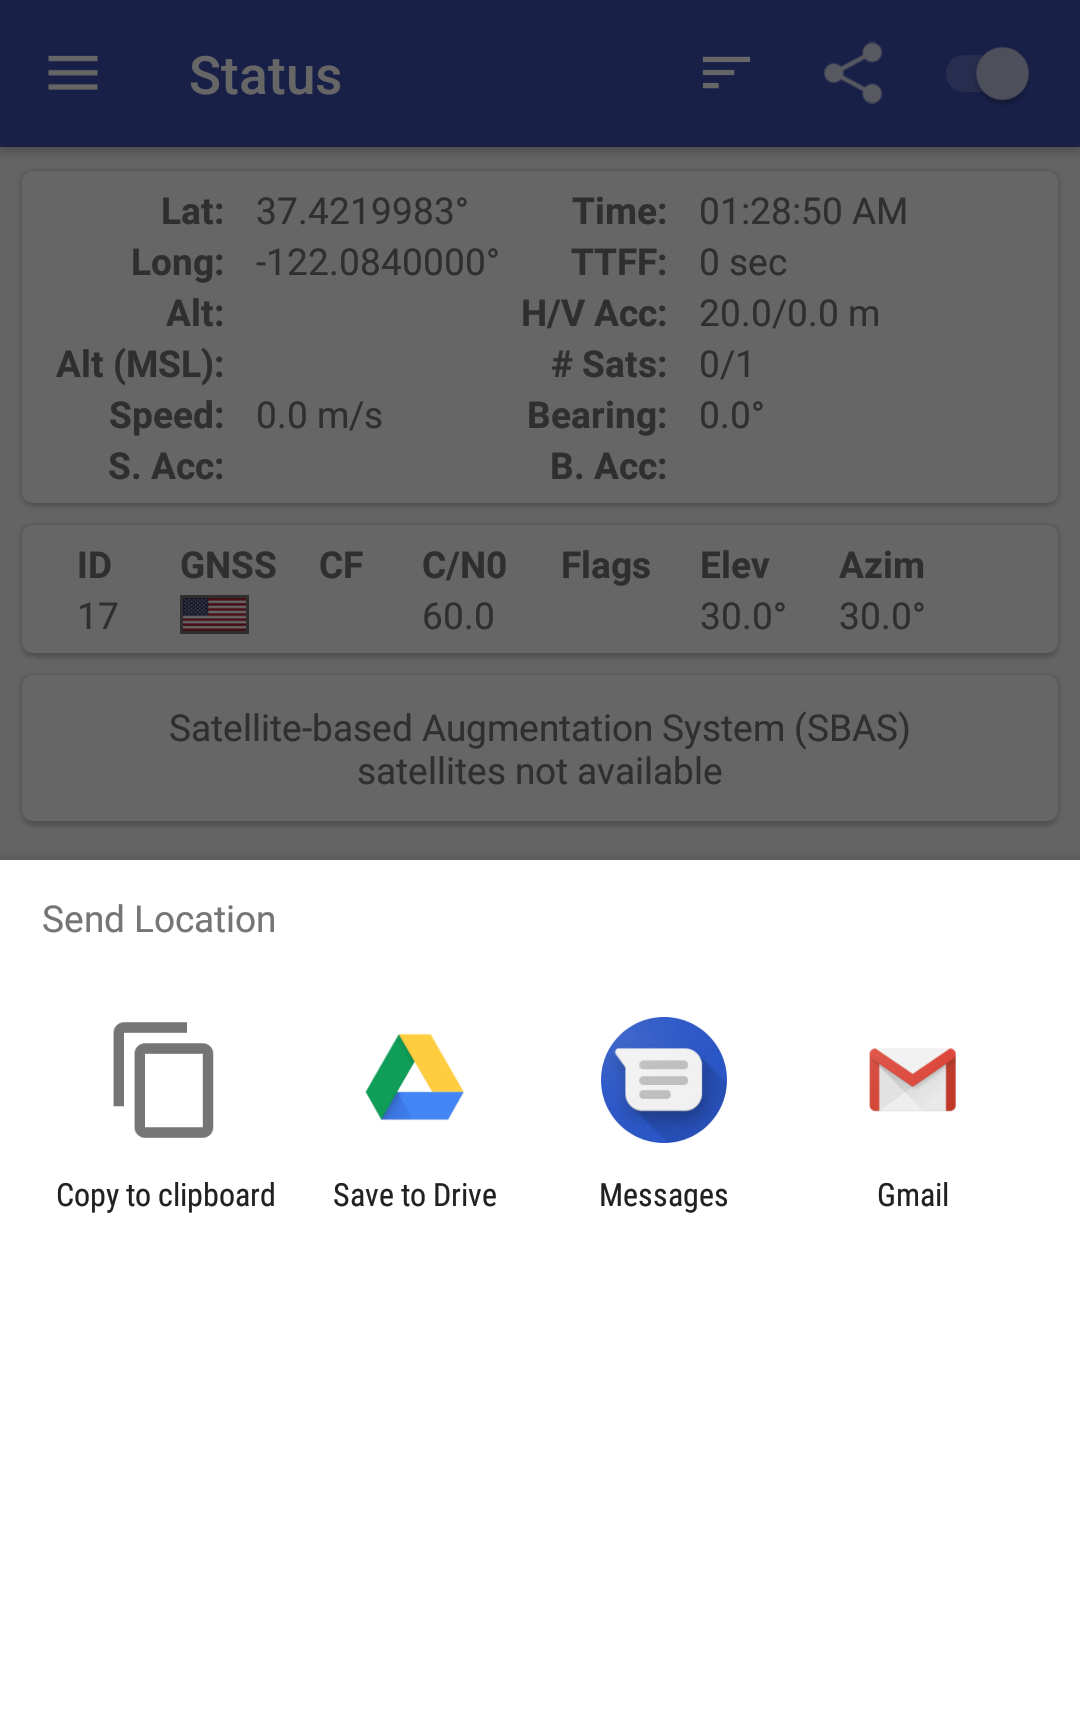 Status
Lat: 37.4219983° Time: 01:28:50 AM
Long: -122.0840000° TTFF: 0 sec
Alt: H/V Acc: 20.0/0.0 m
Alt (MSL): # Sats: 0/1
Speed: 0.0 m/s Bearing: 0.0°
S. Acc: B. Acc:
ID GNSS CF C/N0 Flags Elev Azim
17 60.0 30.0° 30.0°
Satellite-based Augmentation System (SBAS)
satellites not available
Send Location
Copy to clipboard Save to Drive Messages Gmail